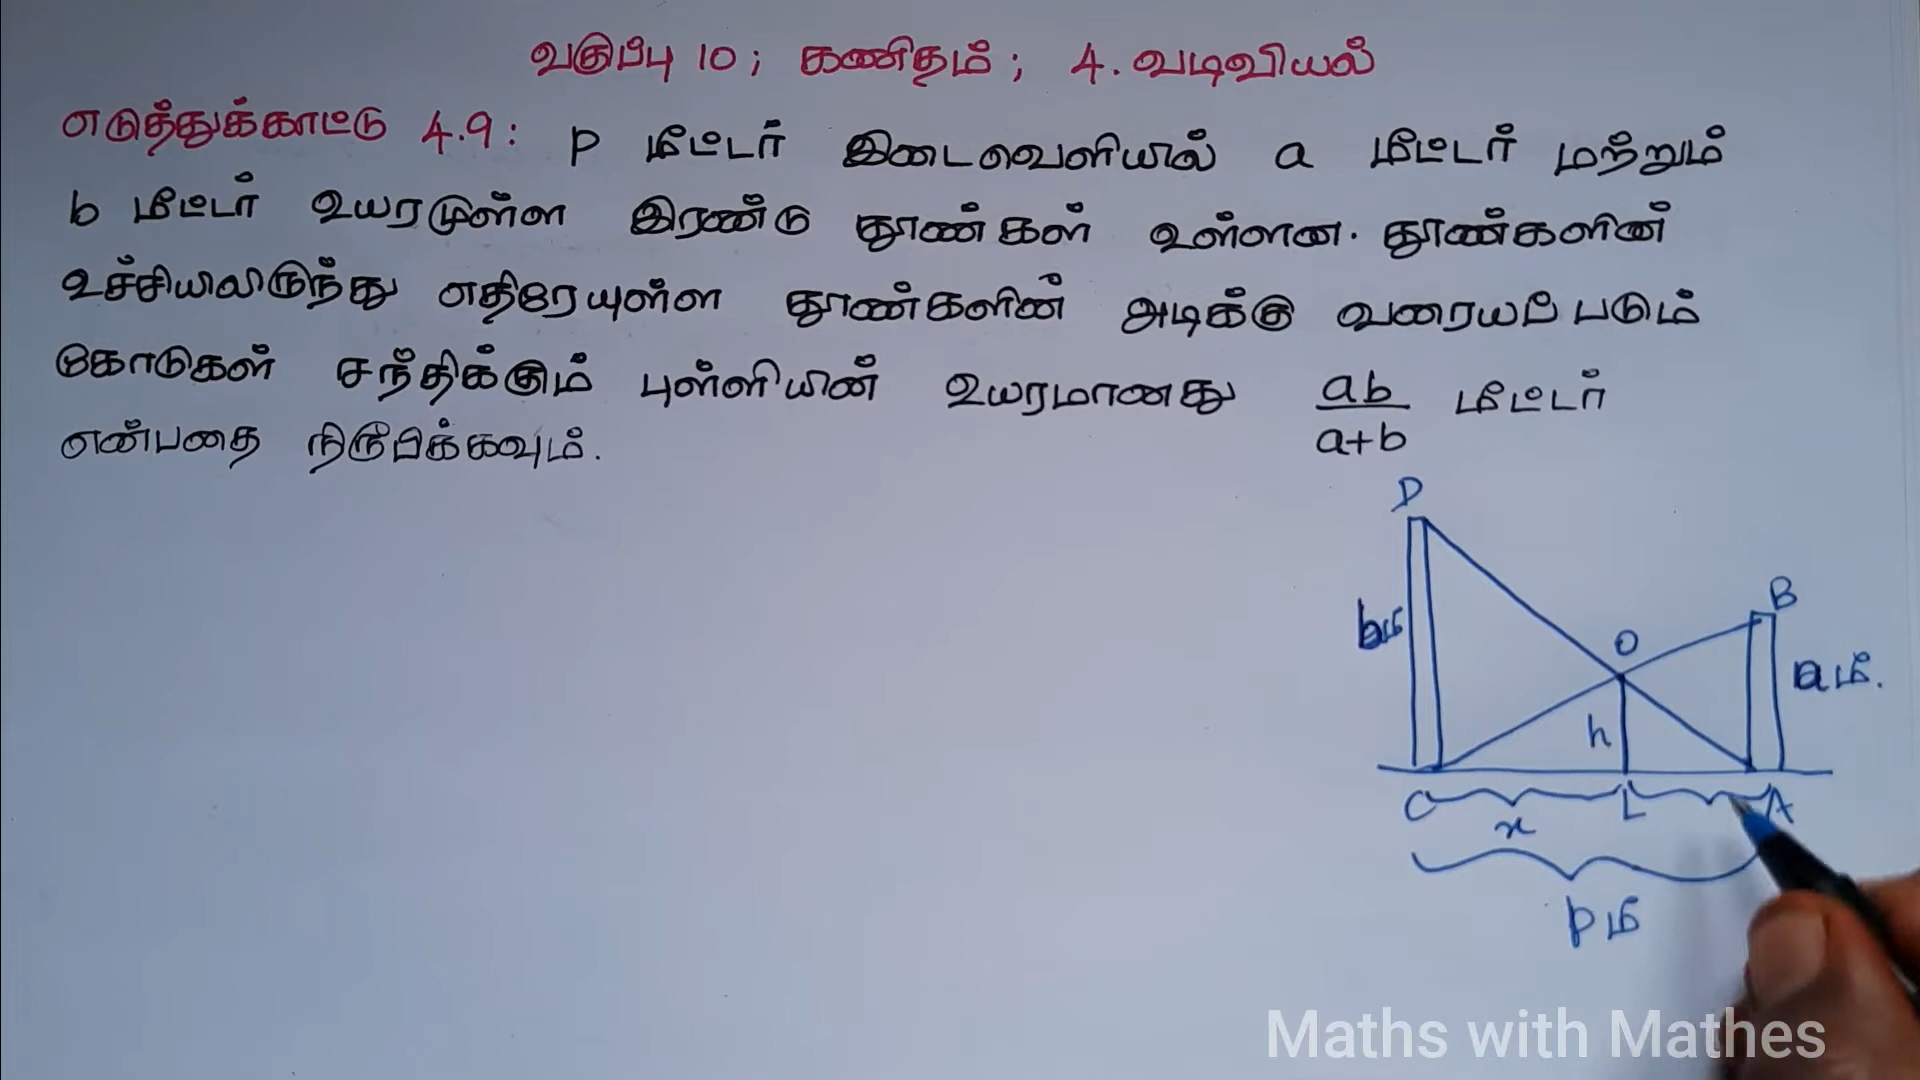 வகுப்பு 10; கணிதம்; 4. வடிவியல்
எடுத்துக்காட்டு 4.9: p மீட்டர் இடைவெளியில் a மீட்டர் மற்றும்
b மீட்டர் உயரமுள்ள இரண்டு தூண்கள் உள்ளன. தூண்களின்
உச்சியிலிருந்து எதிரேயுள்ள தூண்களின் அடிக்கு வரையப்படும்
கோடுகள் சந்திக்கும் புள்ளியின் உயரமானது ab/a+b மீட்டர்
என்பதை நிரூபிக்கவும்.
D
B
bமீ
O
aமீ.
h
C
L
A
x
pமீ
Maths with Mathes